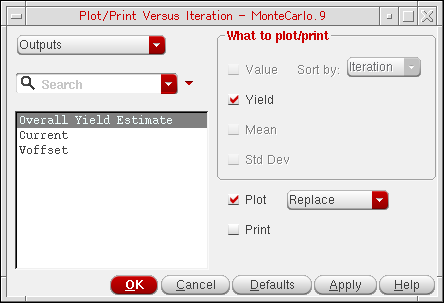 Plot/Print Versus Iteration - MonteCarlo.9
Outputs
Search
Overall Yield Estimate
Current
Voffset
What to plot/print
Value Sort by: Iteration
Yield
Mean
Std Dev
Plot Replace
Print
OK Cancel Defaults Apply Help